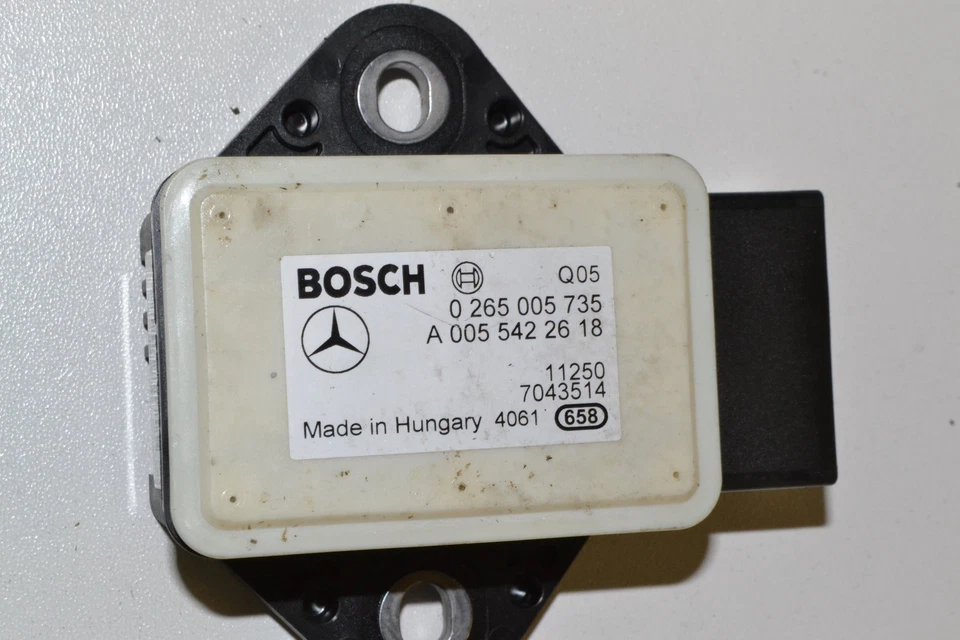 BOSCH Q05
0 265 005 735
A 005 542 26 18
11250
7043514
Made in Hungary 4061 658